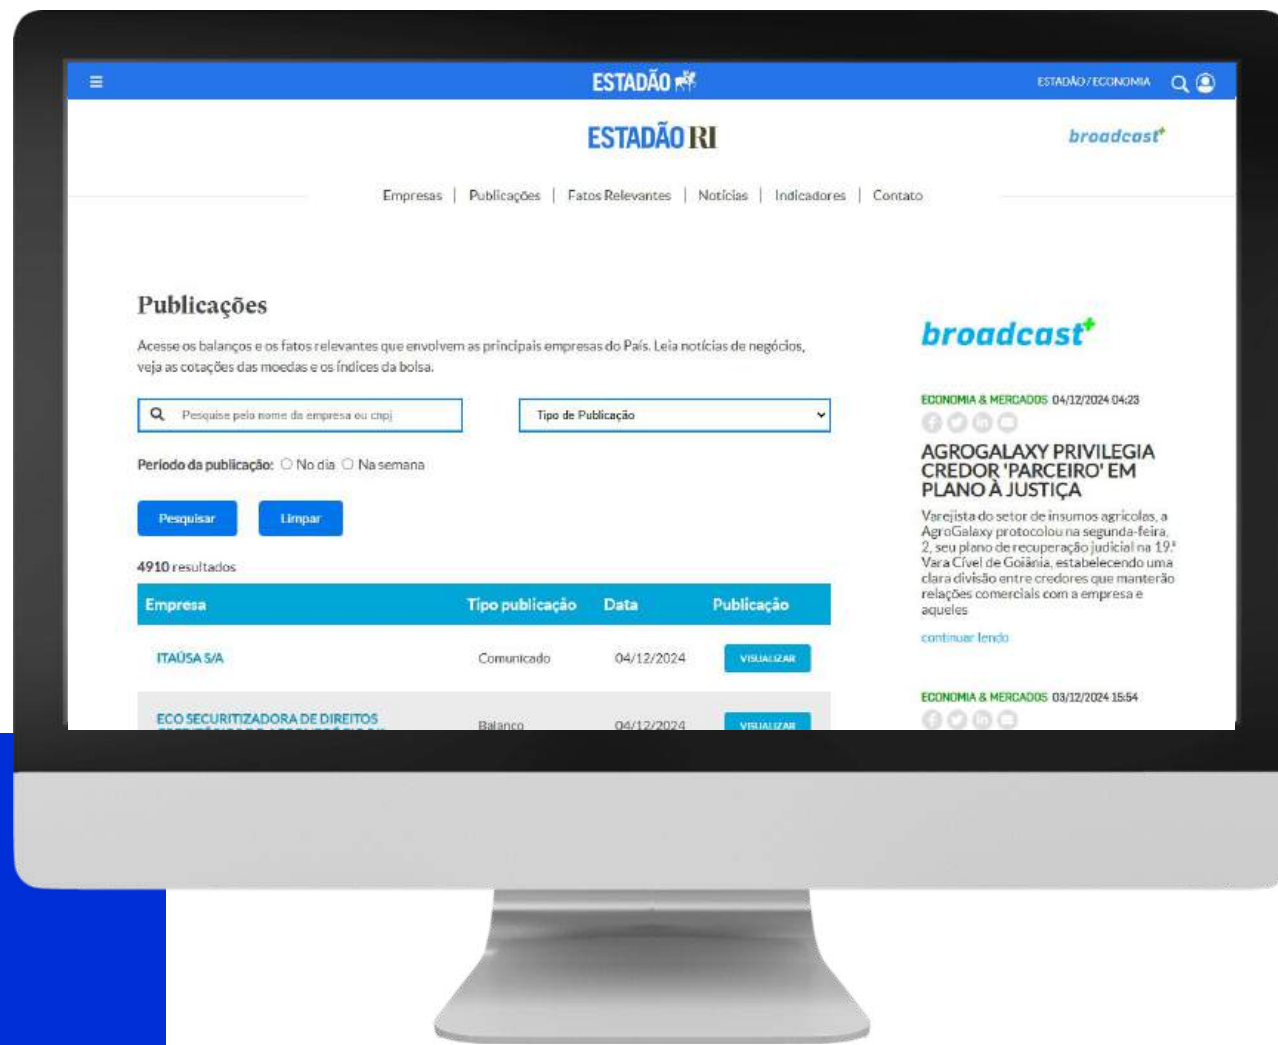 ESTADÃO
ESTADÃO / ECONOMIA
ESTADÃO RI
broadcast+
Empresas | Publicações | Fatos Relevantes | Notícias | Indicadores | Contato
Publicações
Acesse os balanços e os fatos relevantes que envolvem as principais empresas do País. Leia notícias de negócios,
veja as cotações das moedas e os índices da bolsa.
Pesquise pelo nome da empresa ou cnpj
Tipo de Publicação
Período da publicação: No dia Na semana
Pesquisar Limpar
4910 resultados
Empresa Tipo publicação Data Publicação
ITAÚSA S/A Comunicado 04/12/2024 VISUALIZAR
ECO SECURITIZADORA DE DIREITOS
Balanço 04/12/2024 VISUALIZAR
broadcast+
ECONOMIA & MERCADOS 04/12/2024 04:23
AGROGALAXY PRIVILEGIA
CREDOR 'PARCEIRO' EM
PLANO À JUSTIÇA
Varejista do setor de insumos agrícolas, a
AgroGalaxy protocolou na segunda-feira,
2, seu plano de recuperação judicial na 19.ª
Vara Cível de Goiânia, estabelecendo uma
clara divisão entre credores que manterão
relações comerciais com a empresa e
aqueles
continuar lendo
ECONOMIA & MERCADOS 03/12/2024 15:54